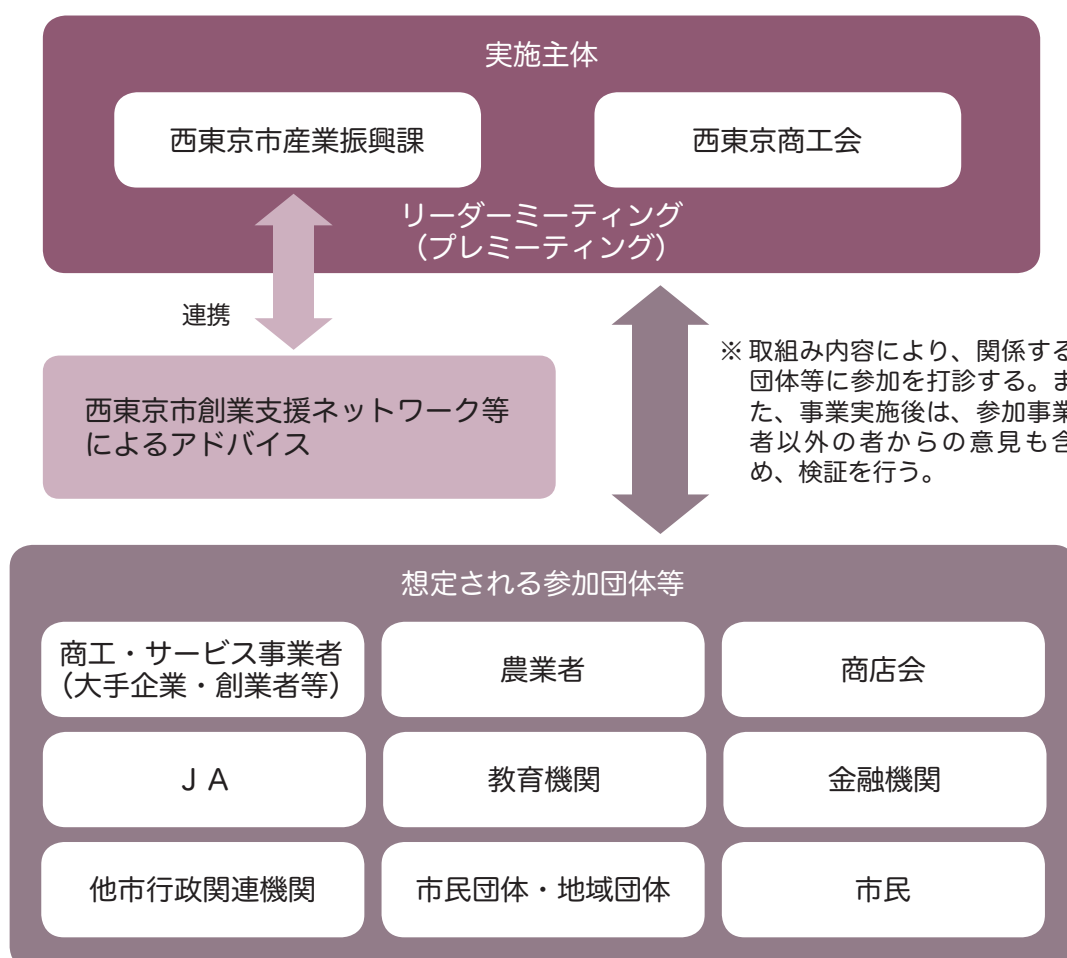 実施主体
西東京市産業振興課
西東京商工会
リーダーミーティング
（プレミーティング）
連携
西東京市創業支援ネットワーク等
によるアドバイス
※ 取組み内容により、関係する
団体等に参加を打診する。ま
た、事業実施後は、参加事業
者以外の者からの意見も含
め、検証を行う。
想定される参加団体等
商工・サービス事業者
（大手企業・創業者等）
農業者
商店会
ＪＡ
教育機関
金融機関
他市行政関連機関
市民団体・地域団体
市民